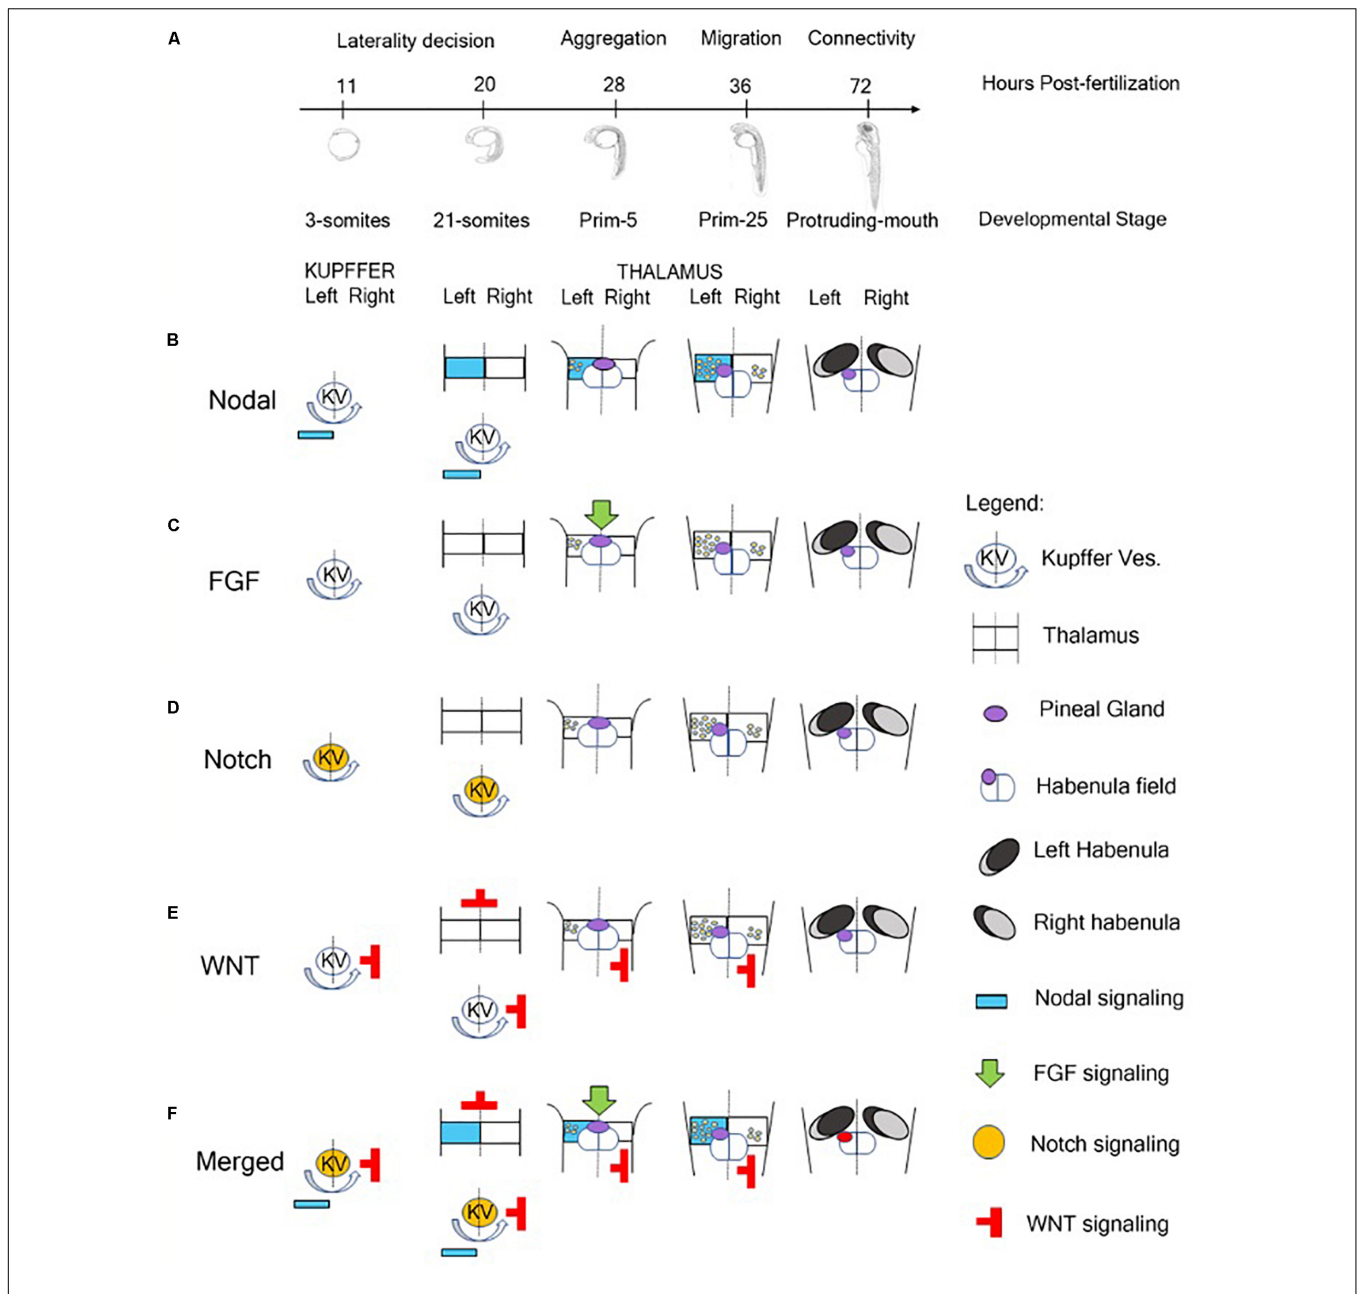 A
Laterality decision Aggregation Migration Connectivity
11 20 28 36 72 Hours Post-fertilization
3-somites 21-somites Prim-5 Prim-25 Protruding-mouth Developmental Stage
KUPFFER THALAMUS
Left Right Left Right Left Right Left Right Left Right
B
Nodal
KV
KV
C
FGF
KV
KV
D
Notch
KV
KV
E
WNT
KV
KV
F
Merged
KV
KV
Legend:
KV Kupffer Ves.
Thalamus
Pineal Gland
Habenula field
Left Habenula
Right habenula
Nodal signaling
FGF signaling
Notch signaling
WNT signaling